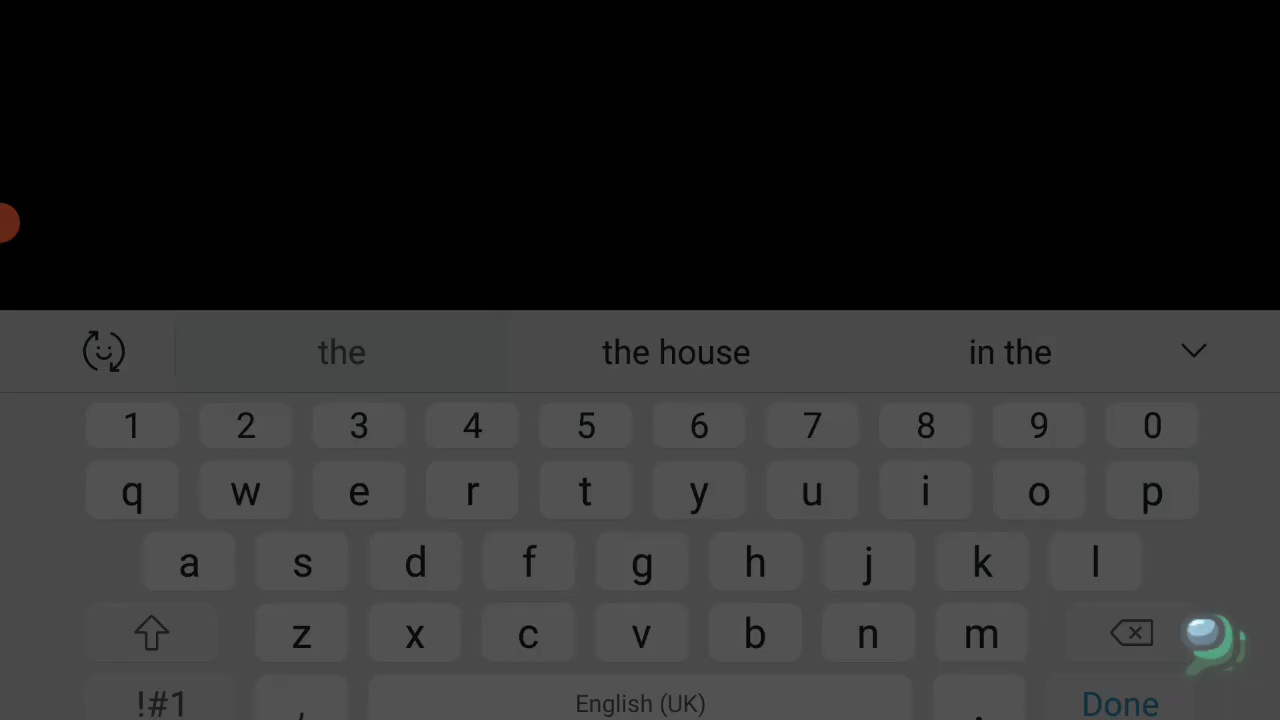 the the house in the
1 2 3 4 5 6 7 8 9 0
q w e r t y u i o p
a s d f g h j k l
z x c v b n m
!#1 , English (UK) . Done